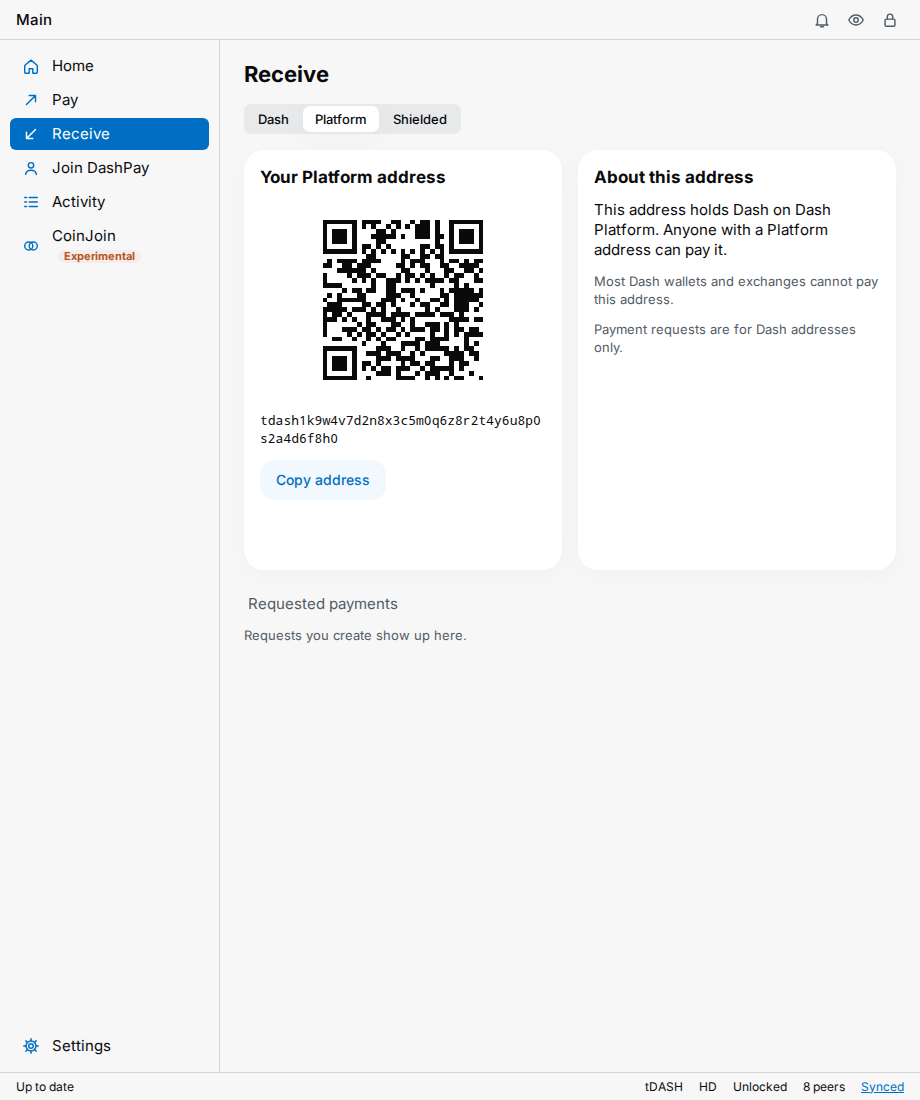 Main
Home
Pay
Receive
Join DashPay
Activity
CoinJoin
Experimental
Settings
Receive
Dash
Platform
Shielded
Your Platform address
tdash1k9w4v7d2n8x3c5m0q6z8r2t4y6u8p0
s2a4d6f8h0
Copy address
About this address
This address holds Dash on Dash
Platform. Anyone with a Platform
address can pay it.
Most Dash wallets and exchanges cannot pay
this address.
Payment requests are for Dash addresses
only.
Requested payments
Requests you create show up here.
Up to date
tDASH
HD
Unlocked
8 peers
Synced